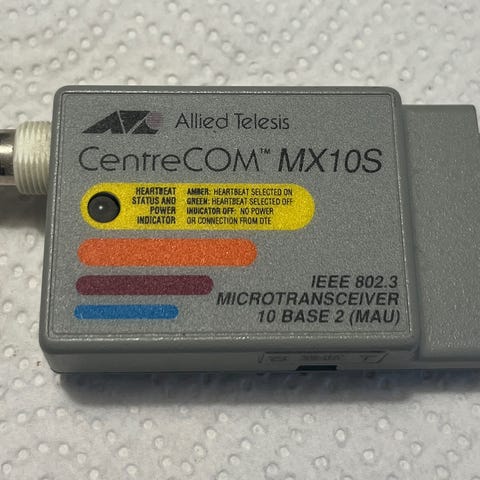 Allied Telesis
CentreCOM™ MX10S
HEARTBEAT STATUS AND POWER INDICATOR
AMBER: HEARTBEAT SELECTED ON
GREEN: HEARTBEAT SELECTED OFF
INDICATOR OFF: NO POWER
OR CONNECTION FROM DTE
IEEE 802.3
MICROTRANSCEIVER
10 BASE 2 (MAU)